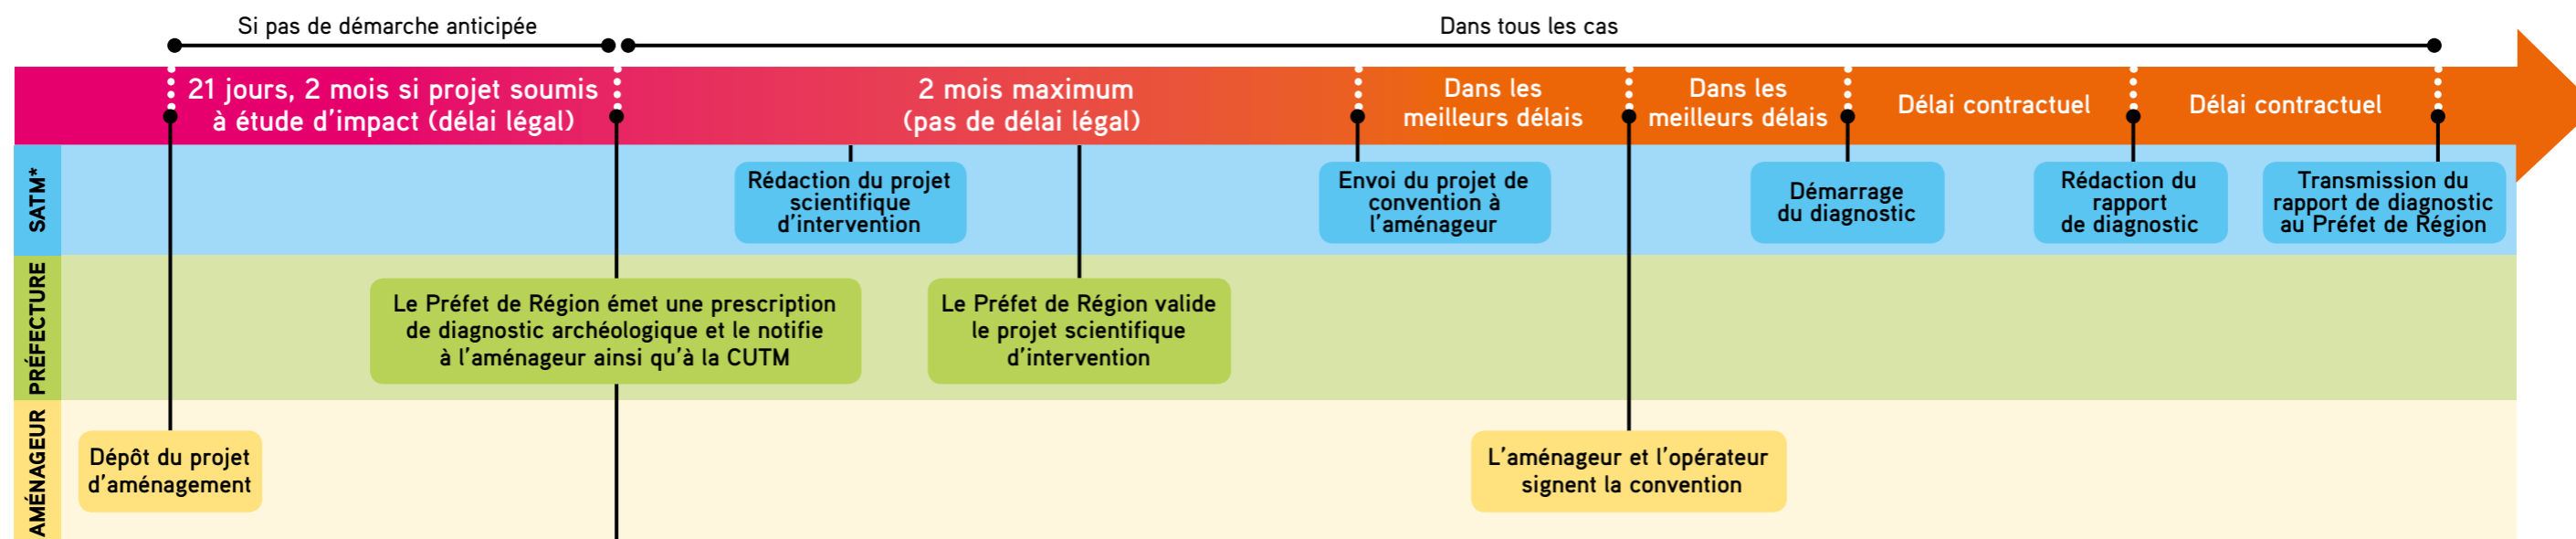 Si pas de démarche anticipée
Dans tous les cas
21 jours, 2 mois si projet soumis
à étude d'impact (délai légal)
2 mois maximum
(pas de délai légal)
Dans les
meilleurs délais
Dans les
meilleurs délais
Délai contractuel
Délai contractuel
SATM*
Rédaction du projet
scientifique
d'intervention
Envoi du projet de
convention à
l'aménageur
Démarrage
du diagnostic
Rédaction du
rapport
de diagnostic
Transmission du
rapport de diagnostic
au Préfet de Région
PRÉFECTURE
Le Préfet de Région émet une prescription
de diagnostic archéologique et le notifie
à l'aménageur ainsi qu'à la CUTM
Le Préfet de Région valide
le projet scientifique
d'intervention
AMÉNAGEUR
Dépôt du projet
d'aménagement
L'aménageur et l'opérateur
signent la convention